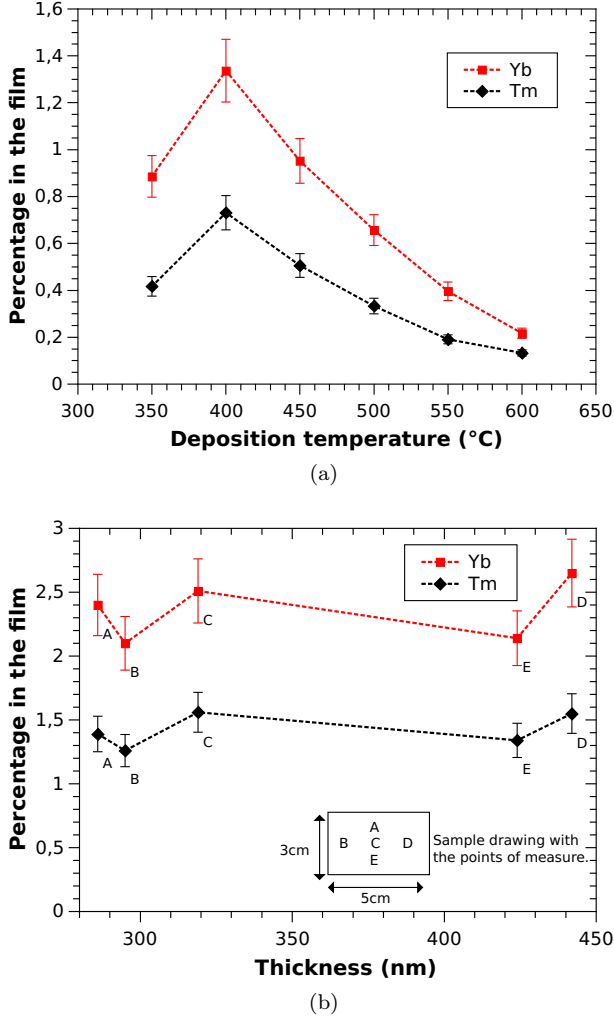 Percentage in the film
1,6
1,4
1,2
1
0,8
0,6
0,4
0,2
0
Yb
Tm
300 350 400 450 500 550 600 650
Deposition temperature (°C)
(a)
Percentage in the film
3
2,5
2
1,5
1
0,5
0
Yb
Tm
A
B
C
E
D
A
B
C
E
D
3cm
A
B C D
E
5cm
Sample drawing with
the points of measure.
300 350 400 450
Thickness (nm)
(b)